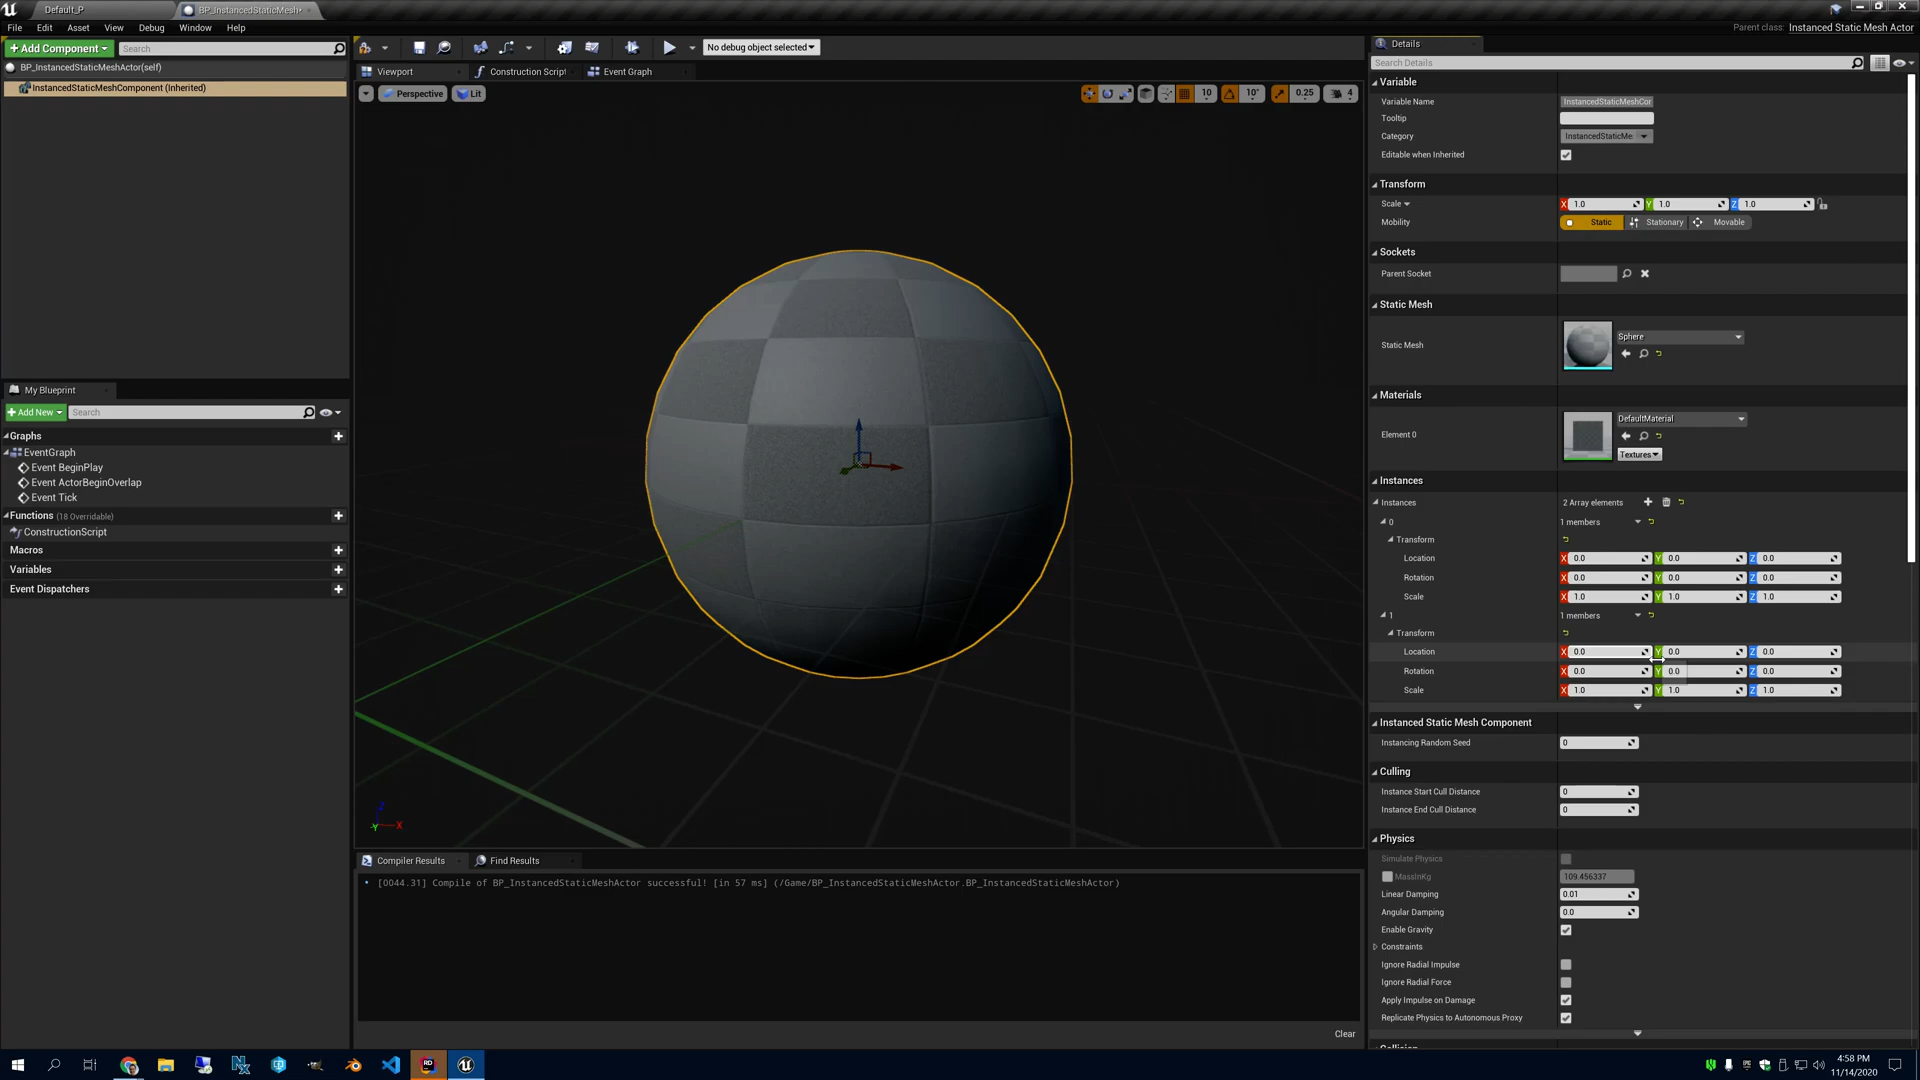 Default_P
BP_InstancedStaticMesh•
File Edit Asset View Debug Window Help
Parent class: Instanced Static Mesh Actor
+ Add Component
Search
BP_InstancedStaticMeshActor(self)
InstancedStaticMeshComponent (Inherited)
No debug object selected
Viewport
Construction Scrip
Event Graph
Perspective
Lit
10
10°
0.25
4
My Blueprint
+ Add New
Search
Graphs
EventGraph
Event BeginPlay
Event ActorBeginOverlap
Event Tick
Functions (18 Overridable)
ConstructionScript
Macros
Variables
Event Dispatchers
Z
X
Y
Compiler Results
Find Results
[0044.31] Compile of BP_InstancedStaticMeshActor successful! [in 57 ms] (/Game/BP_InstancedStaticMeshActor.BP_InstancedStaticMeshActor)
Clear
Details
Search Details
Variable
Variable Name InstancedStaticMeshCor
Tooltip
Category InstancedStaticMe
Editable when Inherited
Transform
Scale X 1.0 Y 1.0 Z 1.0
Mobility Static Stationary Movable
Sockets
Parent Socket
Static Mesh
Static Mesh Sphere
Materials
Element 0 DefaultMaterial
Textures
Instances
Instances 2 Array elements
0 1 members
Transform
Location X 0.0 Y 0.0 Z 0.0
Rotation X 0.0 Y 0.0 Z 0.0
Scale X 1.0 Y 1.0 Z 1.0
1 1 members
Transform
Location X 0.0 Y 0.0 Z 0.0
Rotation X 0.0 Y 0.0 Z 0.0
Scale X 1.0 Y 1.0 Z 1.0
Instanced Static Mesh Component
Instancing Random Seed 0
Culling
Instance Start Cull Distance 0
Instance End Cull Distance 0
Physics
Simulate Physics
MassInKg 109.456337
Linear Damping 0.01
Angular Damping 0.0
Enable Gravity
Constraints
Ignore Radial Impulse
Ignore Radial Force
Apply Impulse on Damage
Replicate Physics to Autonomous Proxy
4:58 PM
11/14/2020